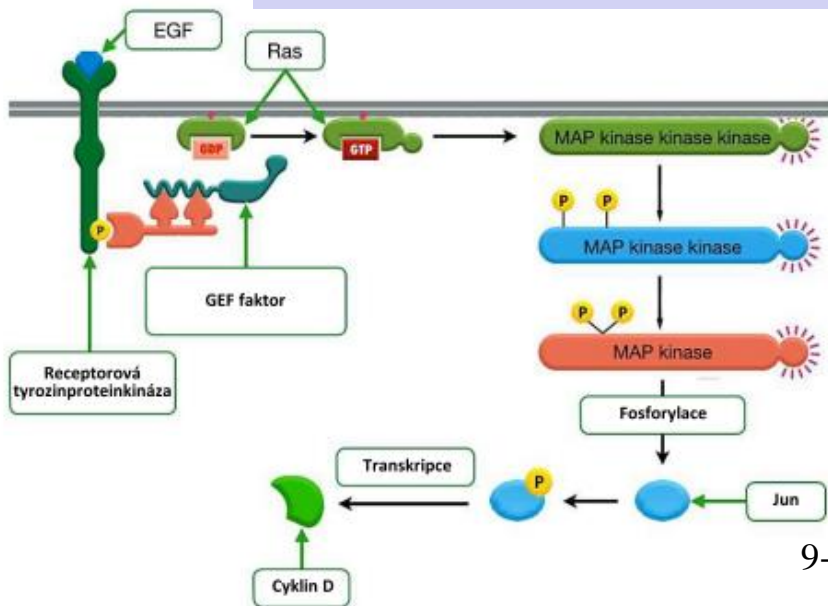 EGF
Ras
GDP
GTP
MAP kinase kinase kinase
P
P
MAP kinase kinase
P
GEF faktor
P
P
MAP kinase
Receptorová
tyrozinproteinkináza
Fosforylace
Transkripce
P
Jun
Cyklin D
9-